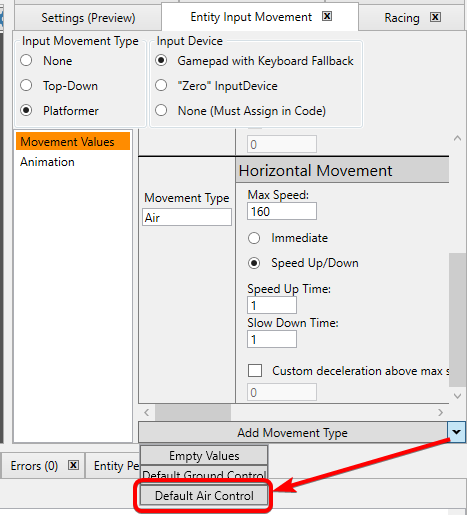 Settings (Preview)
Entity Input Movement
Racing
Input Movement Type
None
Top-Down
Platformer
Input Device
Gamepad with Keyboard Fallback
"Zero" InputDevice
None (Must Assign in Code)
Movement Values
Animation
0
Horizontal Movement
Movement Type
Air
Max Speed:
160
Immediate
Speed Up/Down
Speed Up Time:
1
Slow Down Time:
1
Custom deceleration above max s
0
Add Movement Type
Errors (0)
Entity Pe
Empty Values
Default Ground Control
Default Air Control